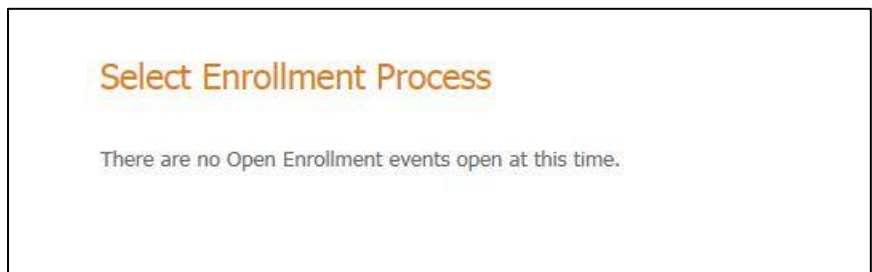 Select Enrollment Process
There are no Open Enrollment events open at this time.